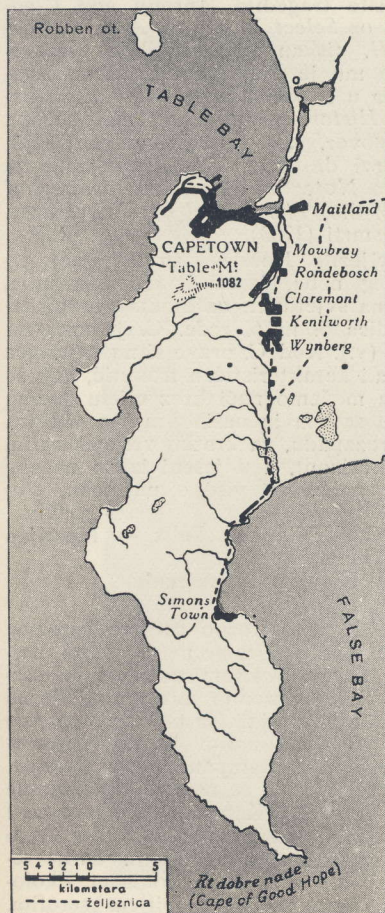 Robben ot.
TABLE BAY
Maitland
CAPETOWN
Mowbray
Table Mt
Rondebosch
1082
Claremont
Kenilworth
Wynberg
Simons
Town
FALSE BAY
5 4 3 2 1 0 5
kilometara
željeznica
Rt dobre nade
(Cape of Good Hope)